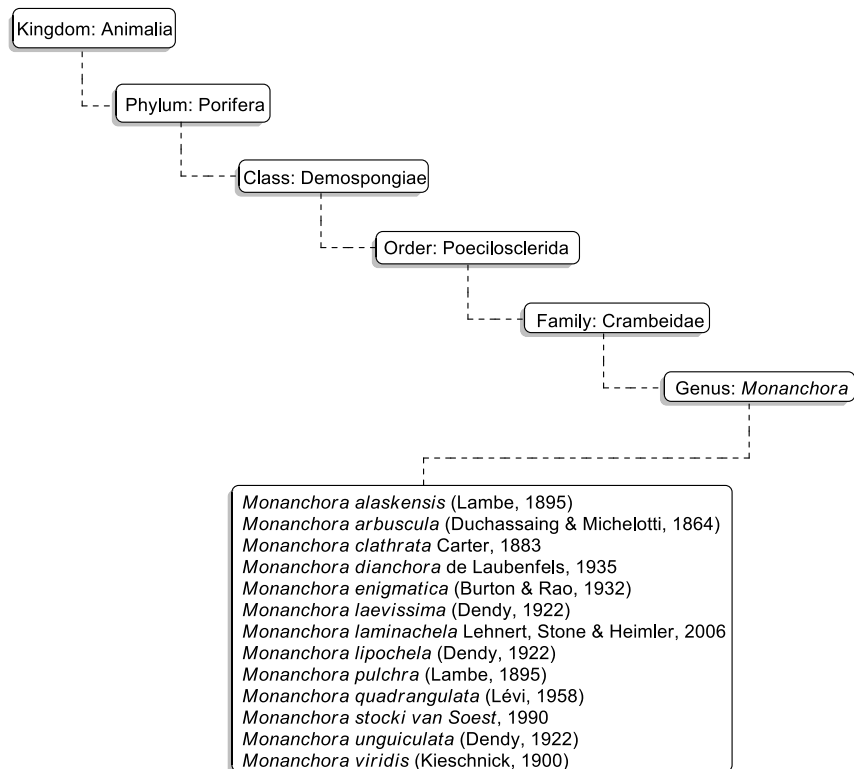 Kingdom: Animalia
Phylum: Porifera
Class: Demospongiae
Order: Poecilosclerida
Family: Crambeidae
Genus: Monanchora
Monanchora alaskensis (Lambe, 1895)
Monanchora arbuscula (Duchassaing & Michelotti, 1864)
Monanchora clathrata Carter, 1883
Monanchora dianchora de Laubenfels, 1935
Monanchora enigmatica (Burton & Rao, 1932)
Monanchora laevissima (Dendy, 1922)
Monanchora laminachela Lehnert, Stone & Heimler, 2006
Monanchora lipochela (Dendy, 1922)
Monanchora pulchra (Lambe, 1895)
Monanchora quadrangulata (Lévi, 1958)
Monanchora stocki van Soest, 1990
Monanchora unguiculata (Dendy, 1922)
Monanchora viridis (Kieschnick, 1900)